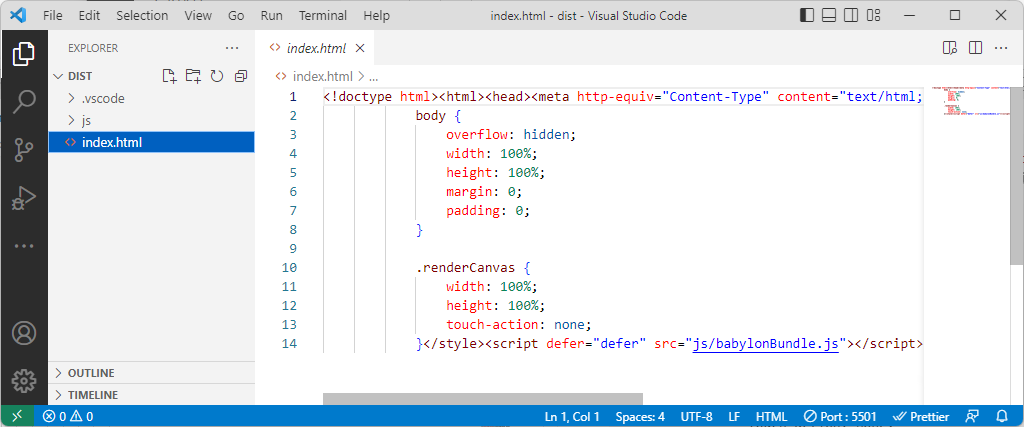 File Edit Selection View Go Run Terminal Help index.html - dist - Visual Studio Code
EXPLORER
DIST
.vscode
js
index.html
OUTLINE
TIMELINE
index.html
index.html > ...
1 <!doctype html><html><head><meta http-equiv="Content-Type" content="text/html;
2 body {
3 overflow: hidden;
4 width: 100%;
5 height: 100%;
6 margin: 0;
7 padding: 0;
8 }
9
10 .renderCanvas {
11 width: 100%;
12 height: 100%;
13 touch-action: none;
14 }</style><script defer="defer" src="js/babylonBundle.js"></script>
0 0 Ln 1, Col 1 Spaces: 4 UTF-8 LF HTML Port : 5501 Prettier